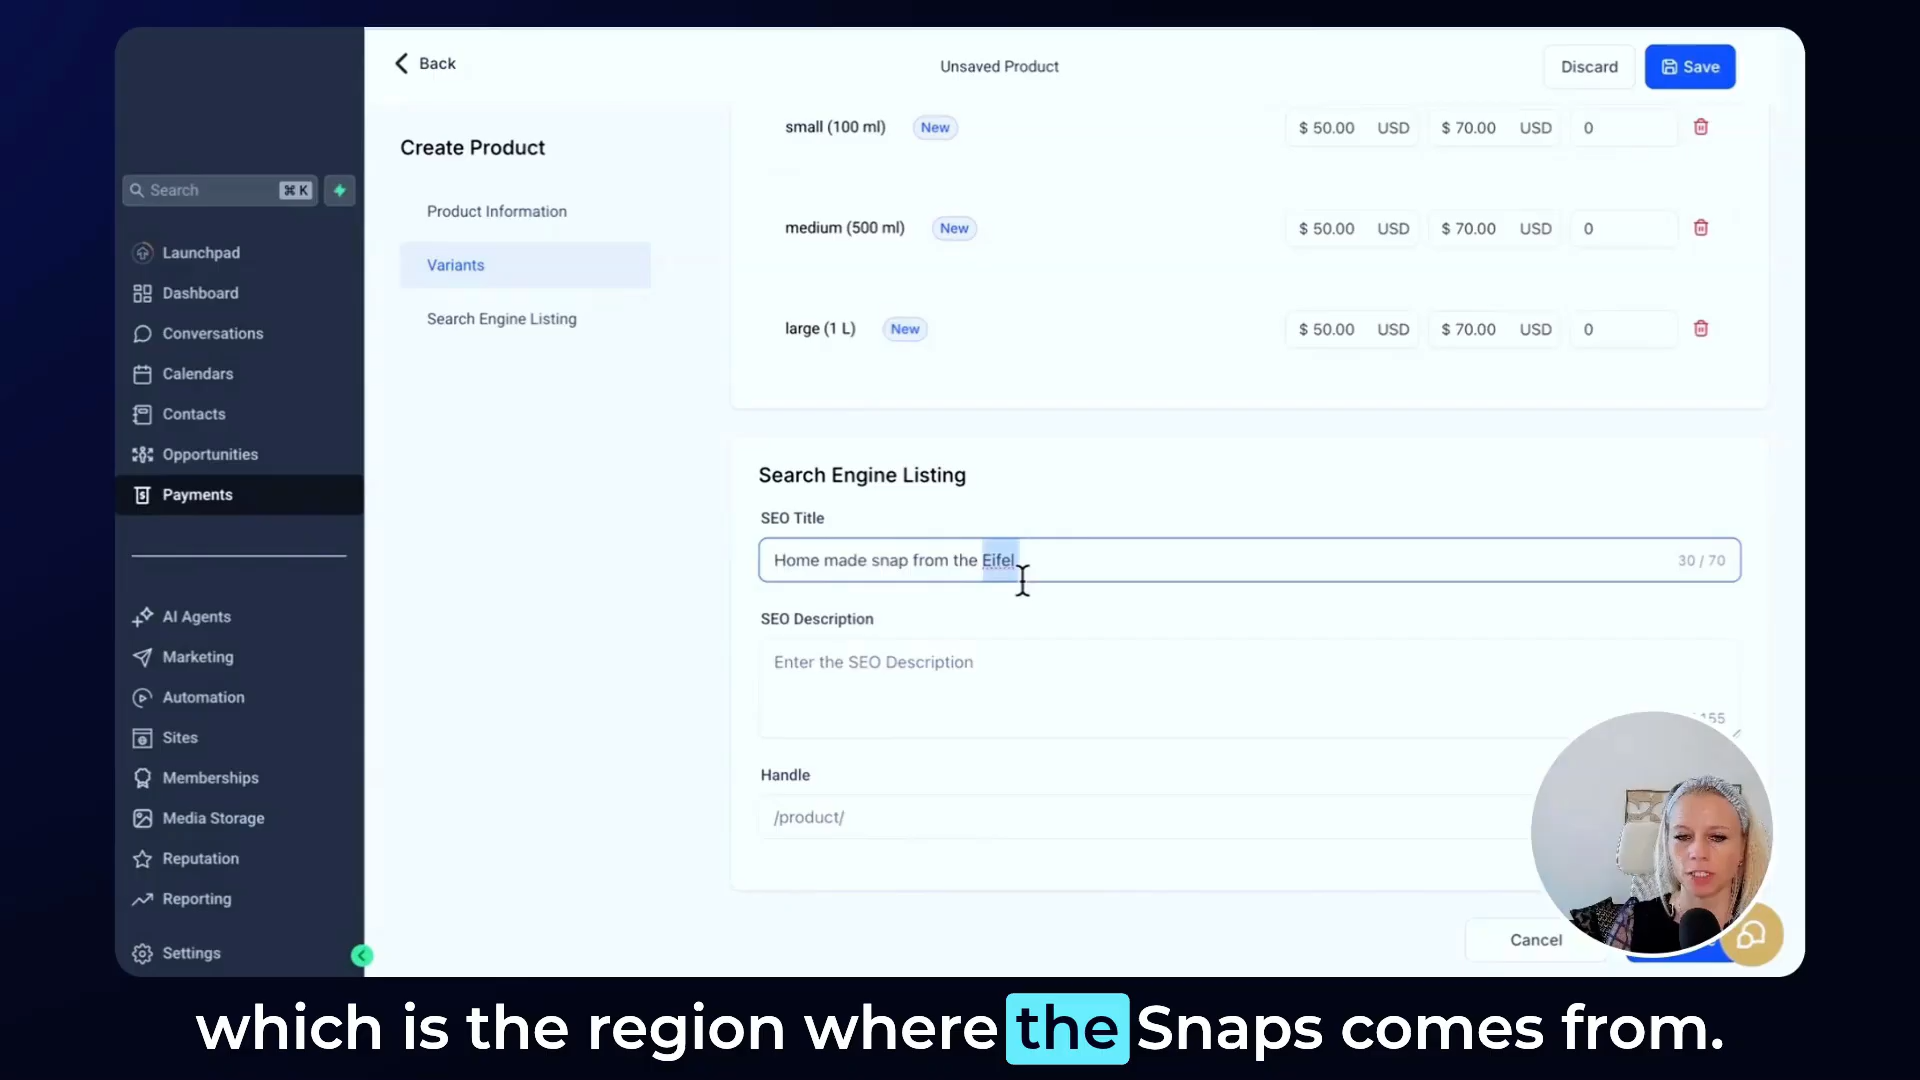 Back
Unsaved Product
Discard
Save
Search
⌘ K
Launchpad
Dashboard
Conversations
Calendars
Contacts
Opportunities
Payments
AI Agents
Marketing
Automation
Sites
Memberships
Media Storage
Reputation
Reporting
Settings
Create Product
Product Information
Variants
Search Engine Listing
small (100 ml) New $ 50.00 USD $ 70.00 USD 0
medium (500 ml) New $ 50.00 USD $ 70.00 USD 0
large (1 L) New $ 50.00 USD $ 70.00 USD 0
Search Engine Listing
SEO Title
Home made snap from the Eifel 30 / 70
SEO Description
Enter the SEO Description
155
Handle
/product/
Cancel
which is the region where the Snaps comes from.